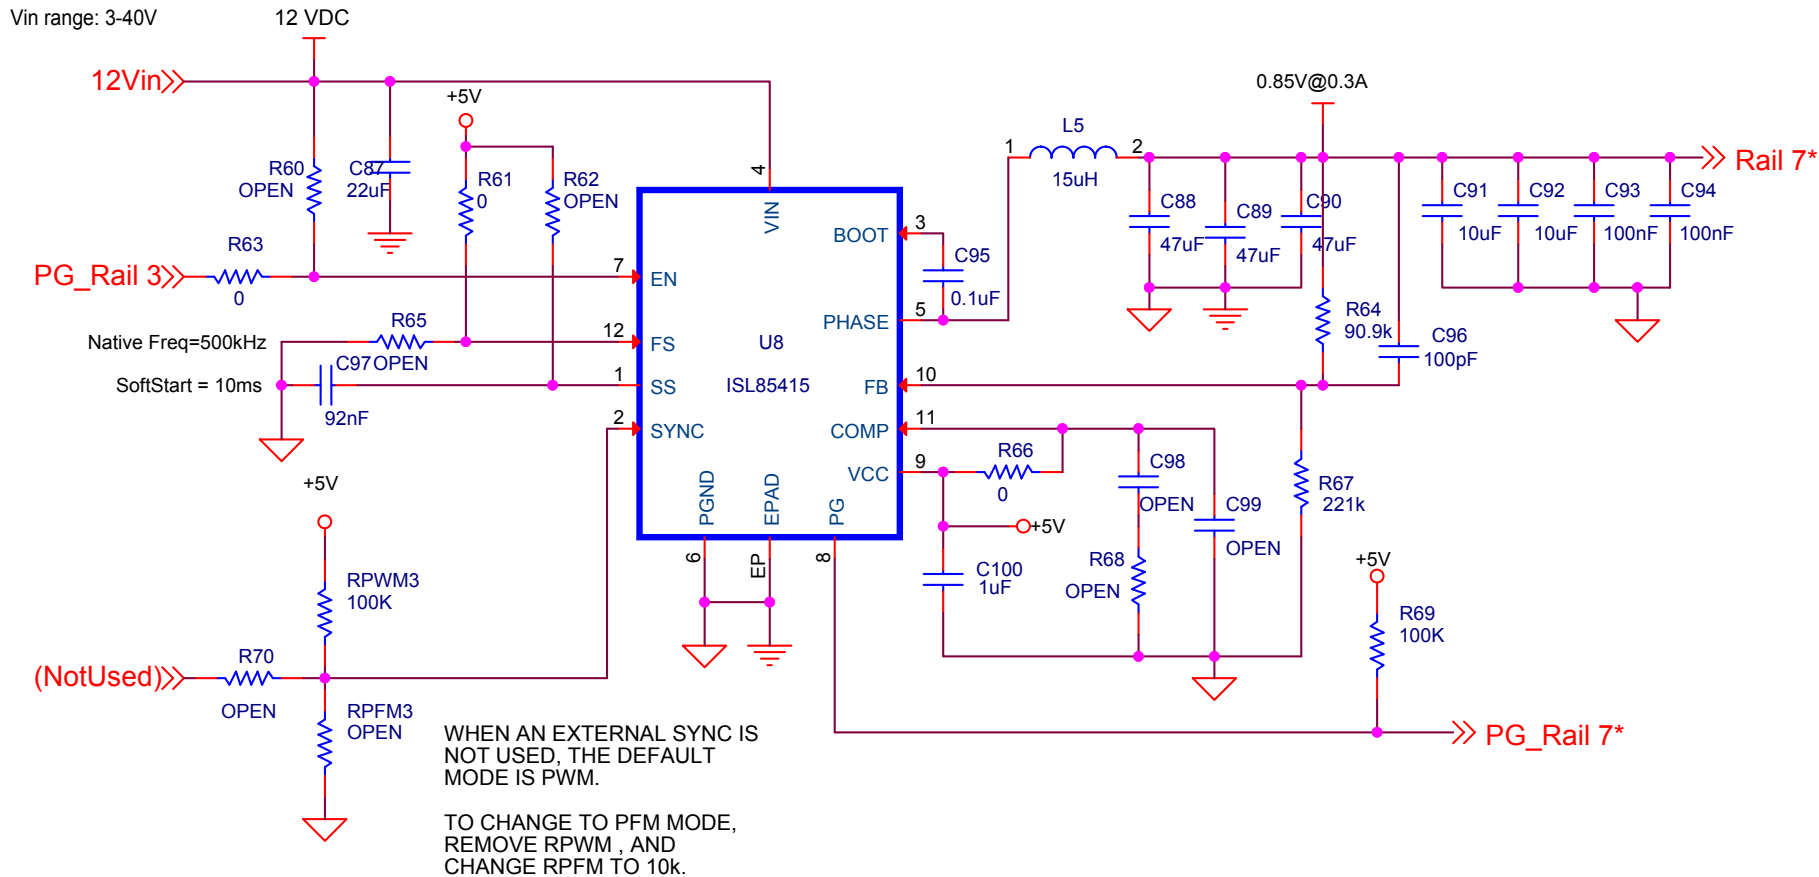 Vin range: 3-40V
12 VDC
12Vin
+5V
0.85V@0.3A
L5
1
2
15uH
Rail 7*
R60
OPEN
C87
22uF
R61
0
R62
OPEN
4
VIN
C88
47uF
C89
47uF
C90
47uF
C91
10uF
C92
10uF
C93
100nF
C94
100nF
R63
0
PG_Rail 3
7
EN
BOOT
3
C95
0.1uF
PHASE
5
R64
90.9k
C96
100pF
Native Freq=500kHz
R65
OPEN
12
FS
U8
ISL85415
SoftStart = 10ms
C97
92nF
1
SS
FB
10
2
SYNC
COMP
11
VCC
9
R66
0
C98
OPEN
C99
OPEN
R67
221k
PGND
EPAD
PG
6
EP
8
+5V
C100
1uF
R68
OPEN
+5V
R69
100K
+5V
RPWM3
100K
(NotUsed)
R70
OPEN
RPFM3
OPEN
PG_Rail 7*
WHEN AN EXTERNAL SYNC IS
NOT USED, THE DEFAULT
MODE IS PWM.
TO CHANGE TO PFM MODE,
REMOVE RPWM , AND
CHANGE RPFM TO 10k.